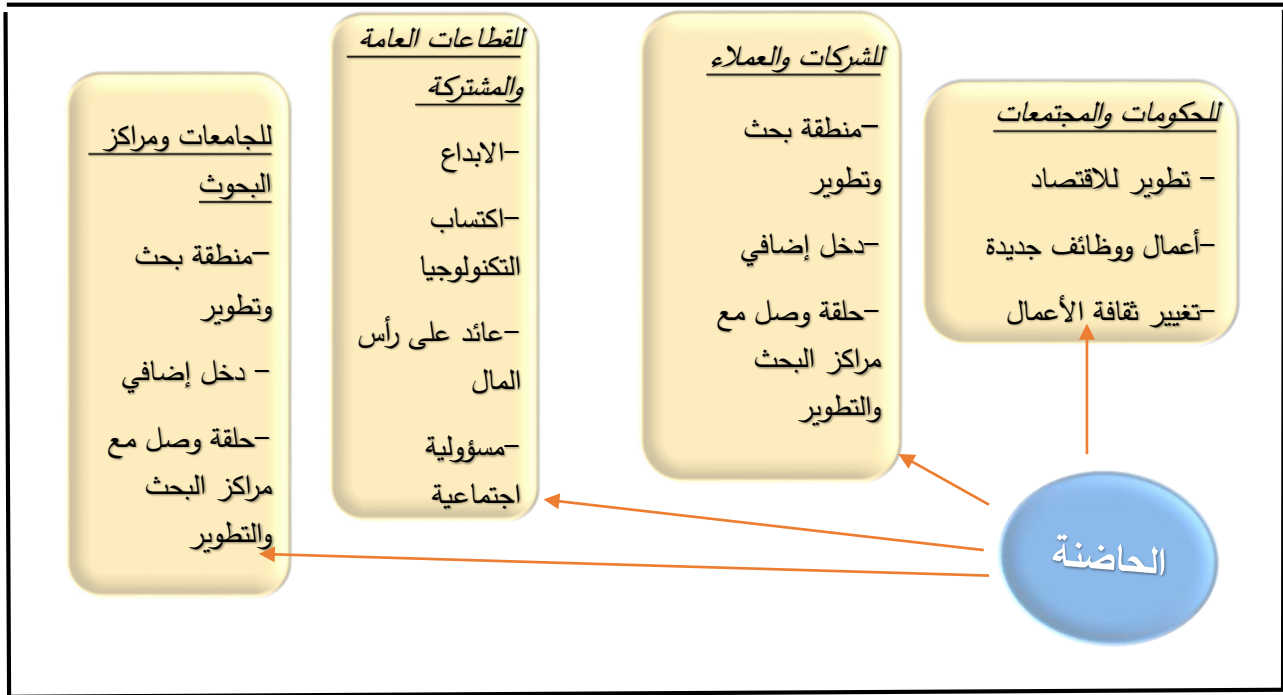 للحكومات والمجتمعات
– تطوير للاقتصاد
–أعمال ووظائف جديدة
–تغيير ثقافة الأعمال
للشركات والعملاء
–منطقة بحث
وتطوير
–دخل إضافي
–حلقة وصل مع
مراكز البحث
والتطوير
للقطاعات العامة
والمشتركة
–الابداع
–اكتساب
التكنولوجيا
–عائد على رأس
المال
–مسؤولية
اجتماعية
للجامعات ومراكز
البحوث
–منطقة بحث
وتطوير
– دخل إضافي
–حلقة وصل مع
مراكز البحث
والتطوير
الحاضنة